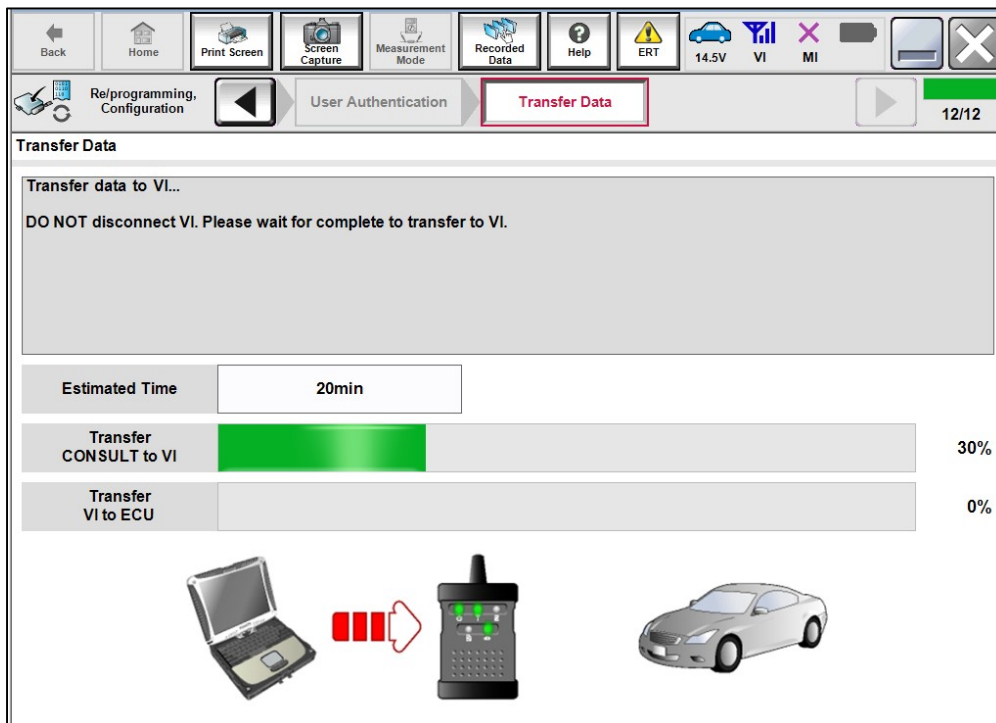 Back
Home
Print Screen
Screen
Capture
Measurement
Mode
Recorded
Data
Help
ERT
14.5V
VI
MI
Re/programming,
Configuration
User Authentication
Transfer Data
12/12
Transfer Data
Transfer data to VI...
DO NOT disconnect VI. Please wait for complete to transfer to VI.
Estimated Time
20min
Transfer
CONSULT to VI
30%
Transfer
VI to ECU
0%